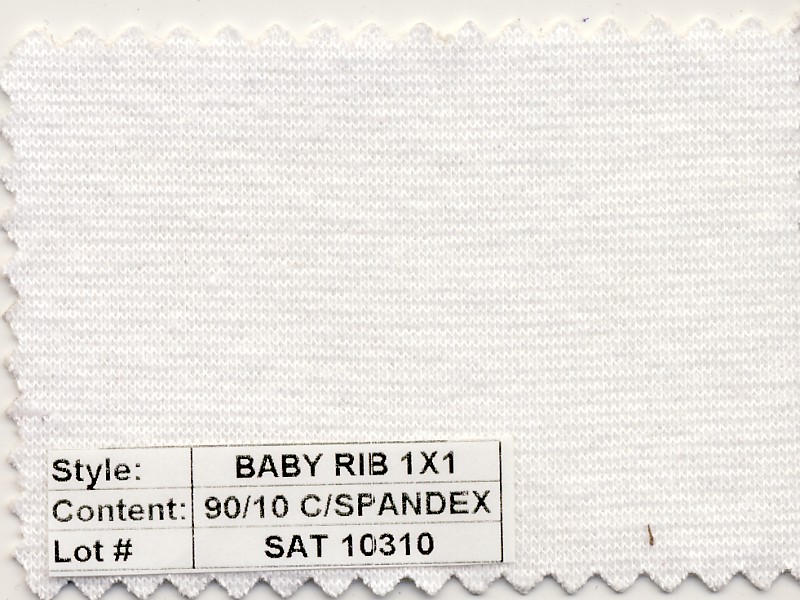 Style: BABY RIB 1X1
Content: 90/10 C/SPANDEX
Lot # SAT 10310